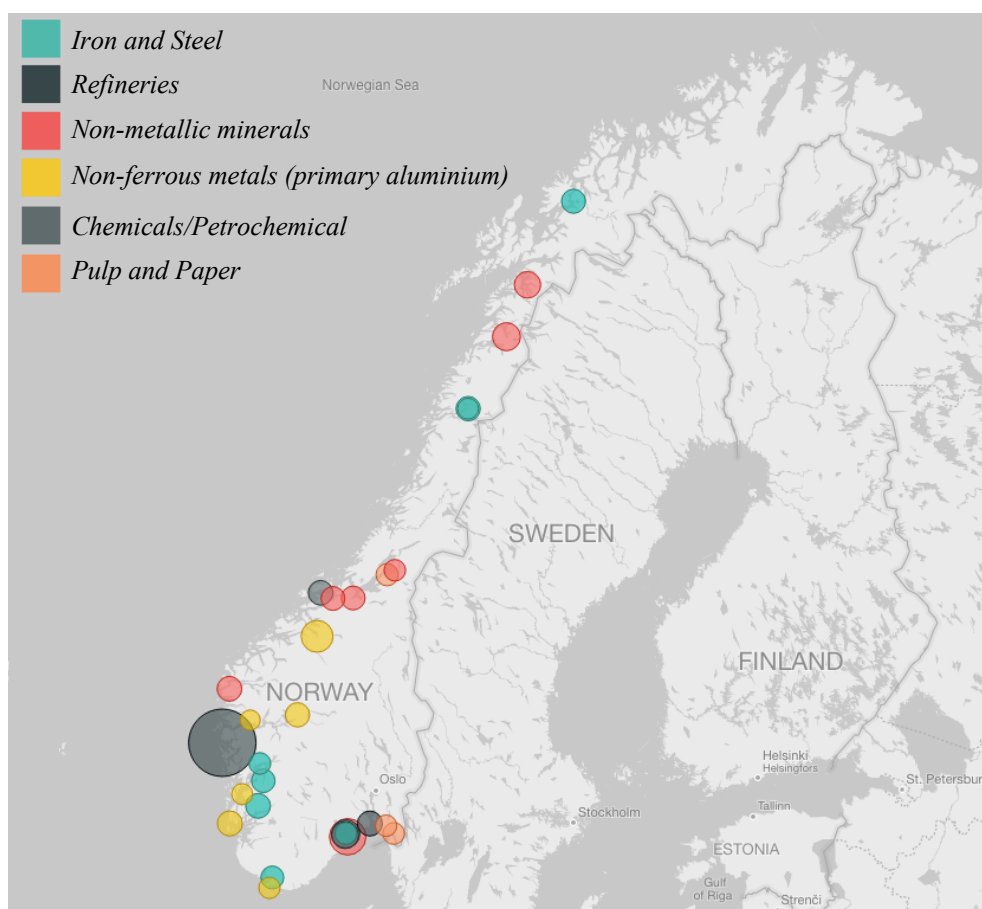 Iron and Steel
Refineries
Non-metallic minerals
Non-ferrous metals (primary aluminium)
Chemicals/Petrochemical
Pulp and Paper
Norwegian Sea
SWEDEN
FINLAND
NORWAY
Helsinki
Helsingfors
Oslo
St. Petersbur
Stockholm
Tallinn
ESTONIA
Gulf
of Riga
Strenči